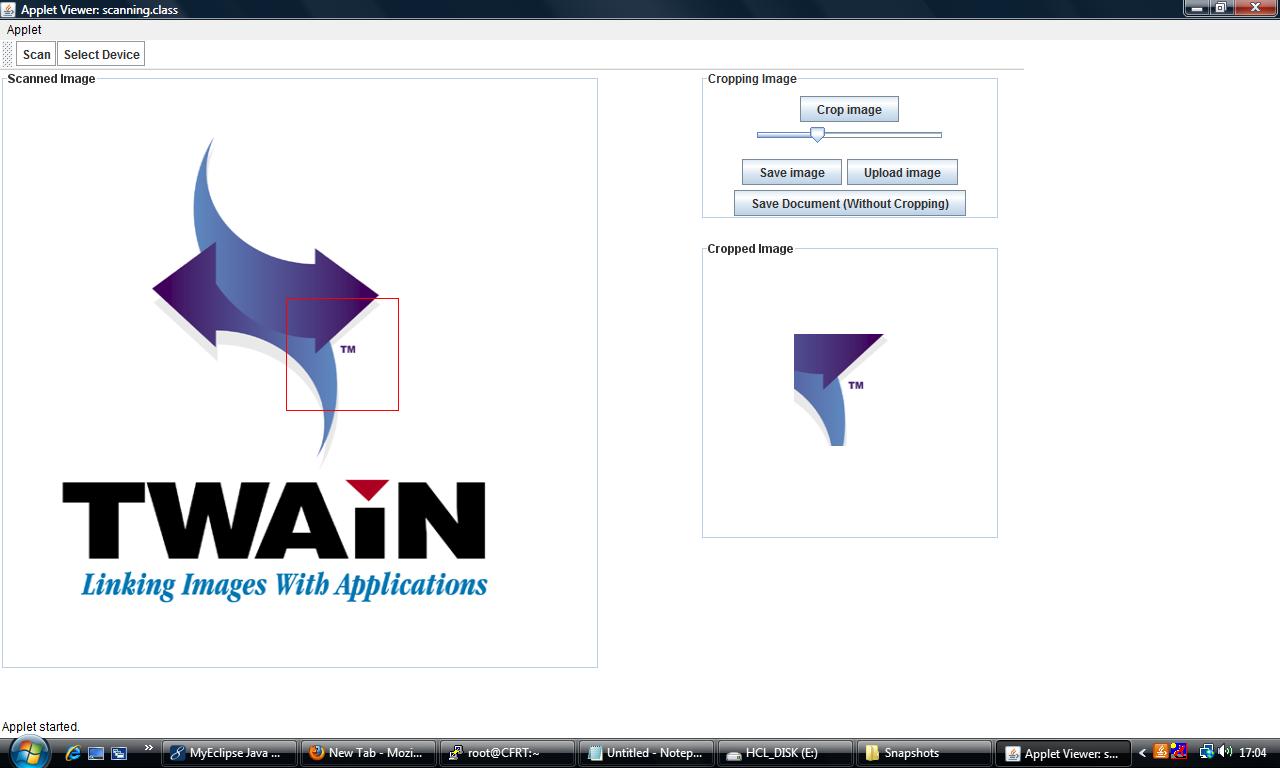 Applet Viewer: scanning.class
Applet
Scan Select Device
Scanned Image
TM
TWAiN
Linking Images With Applications
Cropping Image
Crop image
Save image Upload image
Save Document (Without Cropping)
Cropped Image
TM
Applet started.
MyEclipse Java ... New Tab - Mozi... root@CFRT:~ Untitled - Notep... HCL_DISK (E:) Snapshots Applet Viewer: s... 17:04